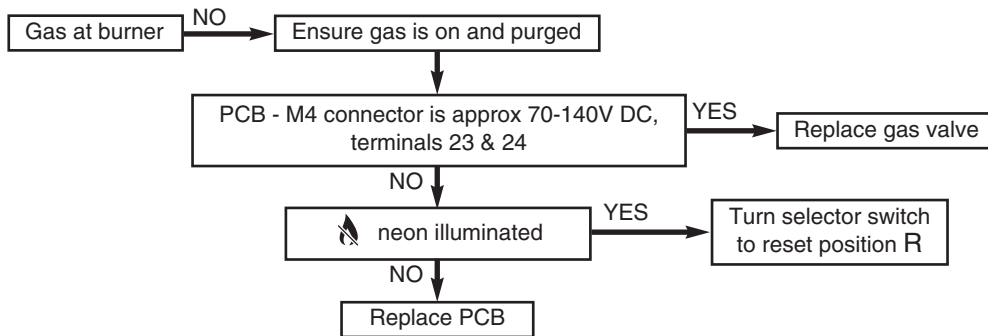 Gas at burner
NO
Ensure gas is on and purged
PCB - M4 connector is approx 70-140V DC,
terminals 23 & 24
YES
Replace gas valve
NO
neon illuminated
YES
Turn selector switch
to reset position R
NO
Replace PCB